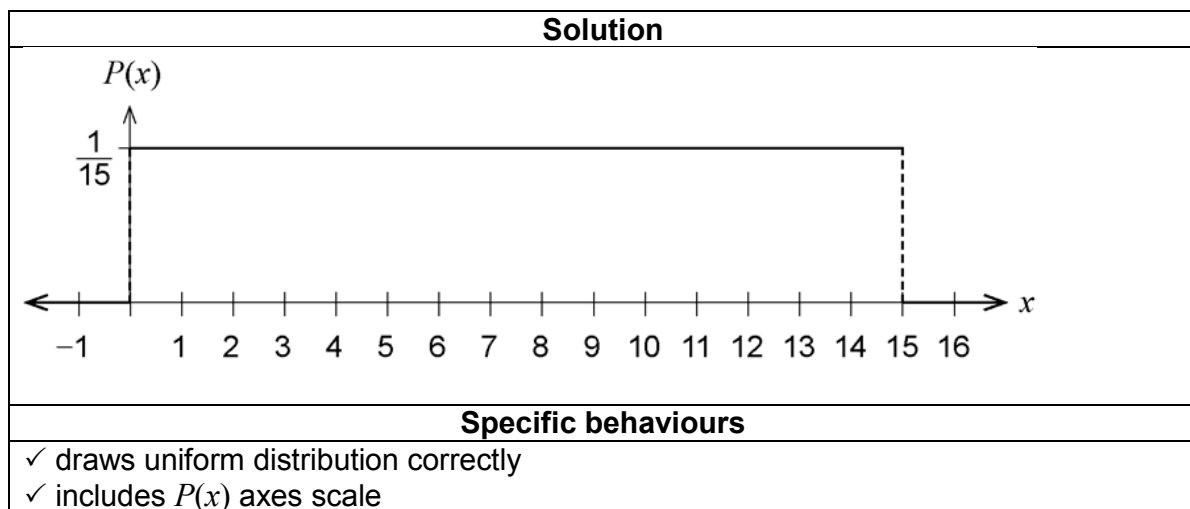 Solution
P(x)
1
15
x
–1 1 2 3 4 5 6 7 8 9 10 11 12 13 14 15 16
Specific behaviours
✓ draws uniform distribution correctly
✓ includes P(x) axes scale